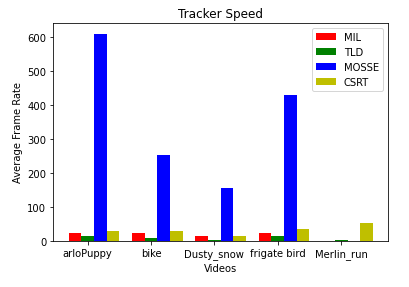 Tracker Speed
MIL
TLD
MOSSE
CSRT
Average Frame Rate
600
500
400
300
200
100
0
arloPuppy bike Dusty_snow frigate bird Merlin_run
Videos